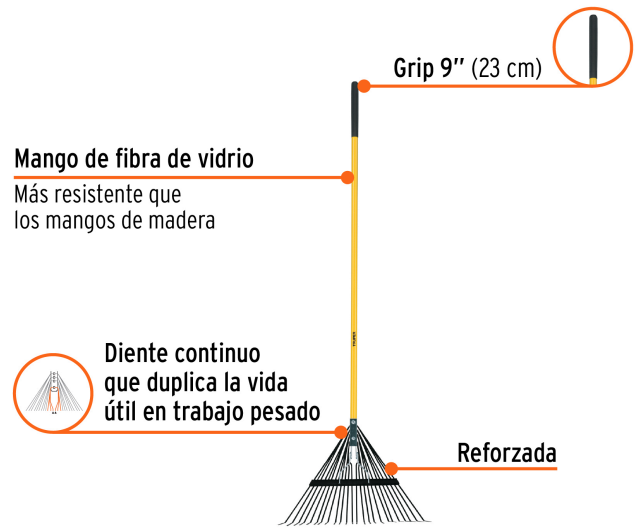 Grip 9’’ (23 cm)
Mango de fibra de vidrio
Más resistente que
los mangos de madera
TRUPER
Diente continuo
que duplica la vida
útil en trabajo pesado
Reforzada